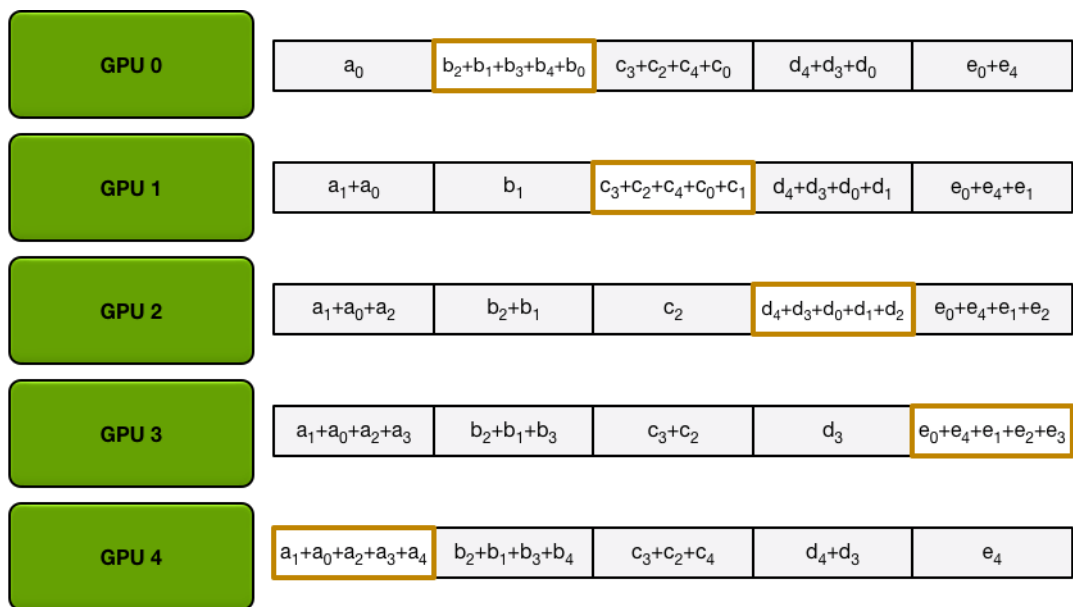 GPU 0 a₀ b₂+b₁+b₃+b₄+b₀ c₃+c₂+c₄+c₀ d₄+d₃+d₀ e₀+e₄
GPU 1 a₁+a₀ b₁ c₃+c₂+c₄+c₀+c₁ d₄+d₃+d₀+d₁ e₀+e₄+e₁
GPU 2 a₁+a₀+a₂ b₂+b₁ c₂ d₄+d₃+d₀+d₁+d₂ e₀+e₄+e₁+e₂
GPU 3 a₁+a₀+a₂+a₃ b₂+b₁+b₃ c₃+c₂ d₃ e₀+e₄+e₁+e₂+e₃
GPU 4 a₁+a₀+a₂+a₃+a₄ b₂+b₁+b₃+b₄ c₃+c₂+c₄ d₄+d₃ e₄